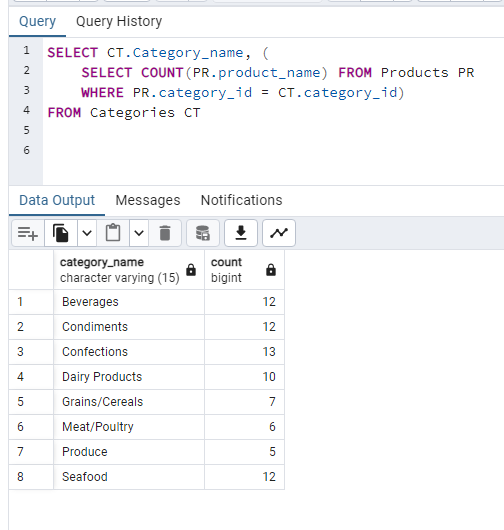 Query Query History
1 SELECT CT.Category_name, (
2 SELECT COUNT(PR.product_name) FROM Products PR
3 WHERE PR.category_id = CT.category_id)
4 FROM Categories CT
5
6
Data Output Messages Notifications
category_name count
character varying (15) bigint
1 Beverages 12
2 Condiments 12
3 Confections 13
4 Dairy Products 10
5 Grains/Cereals 7
6 Meat/Poultry 6
7 Produce 5
8 Seafood 12